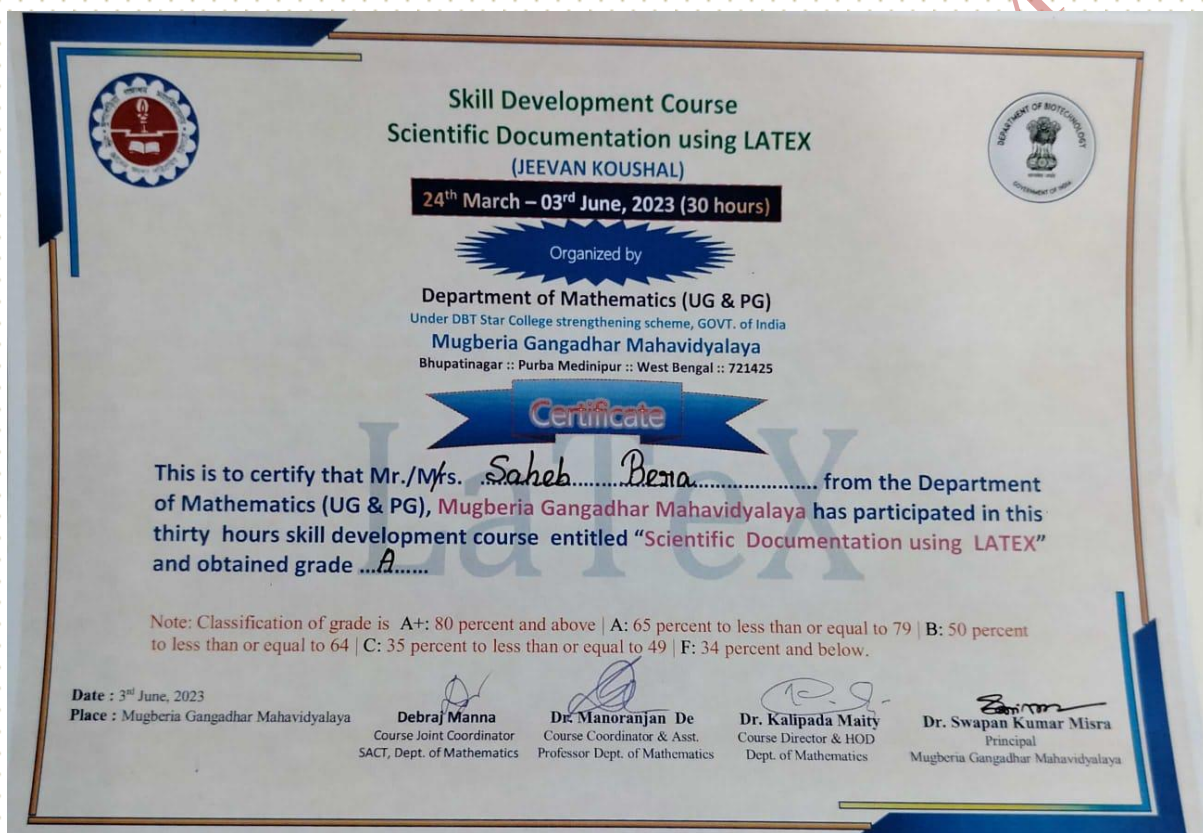 Skill Development Course
Scientific Documentation using LATEX
(JEEVAN KOUSHAL)
24th March – 03rd June, 2023 (30 hours)
Organized by
Department of Mathematics (UG & PG)
Under DBT Star College strengthening scheme, GOVT. of India
Mugberia Gangadhar Mahavidyalaya
Bhupatinagar :: Purba Medinipur :: West Bengal :: 721425
Certificate
LaTeX
This is to certify that Mr./Mrs. Saheb Bera from the Department
of Mathematics (UG & PG), Mugberia Gangadhar Mahavidyalaya has participated in this
thirty hours skill development course entitled “Scientific Documentation using LATEX”
and obtained grade ...A......
Note: Classification of grade is A+: 80 percent and above | A: 65 percent to less than or equal to 79 | B: 50 percent
to less than or equal to 64 | C: 35 percent to less than or equal to 49 | F: 34 percent and below.
Date : 3rd June, 2023
Place : Mugberia Gangadhar Mahavidyalaya
Debraj Manna
Course Joint Coordinator
SACT, Dept. of Mathematics
Dr. Manoranjan De
Course Coordinator & Asst.
Professor Dept. of Mathematics
Dr. Kalipada Maity
Course Director & HOD
Dept. of Mathematics
Dr. Swapan Kumar Misra
Principal
Mugberia Gangadhar Mahavidyalaya
DEPARTMENT OF BIOTECHNOLOGY
GOVERNMENT OF INDIA